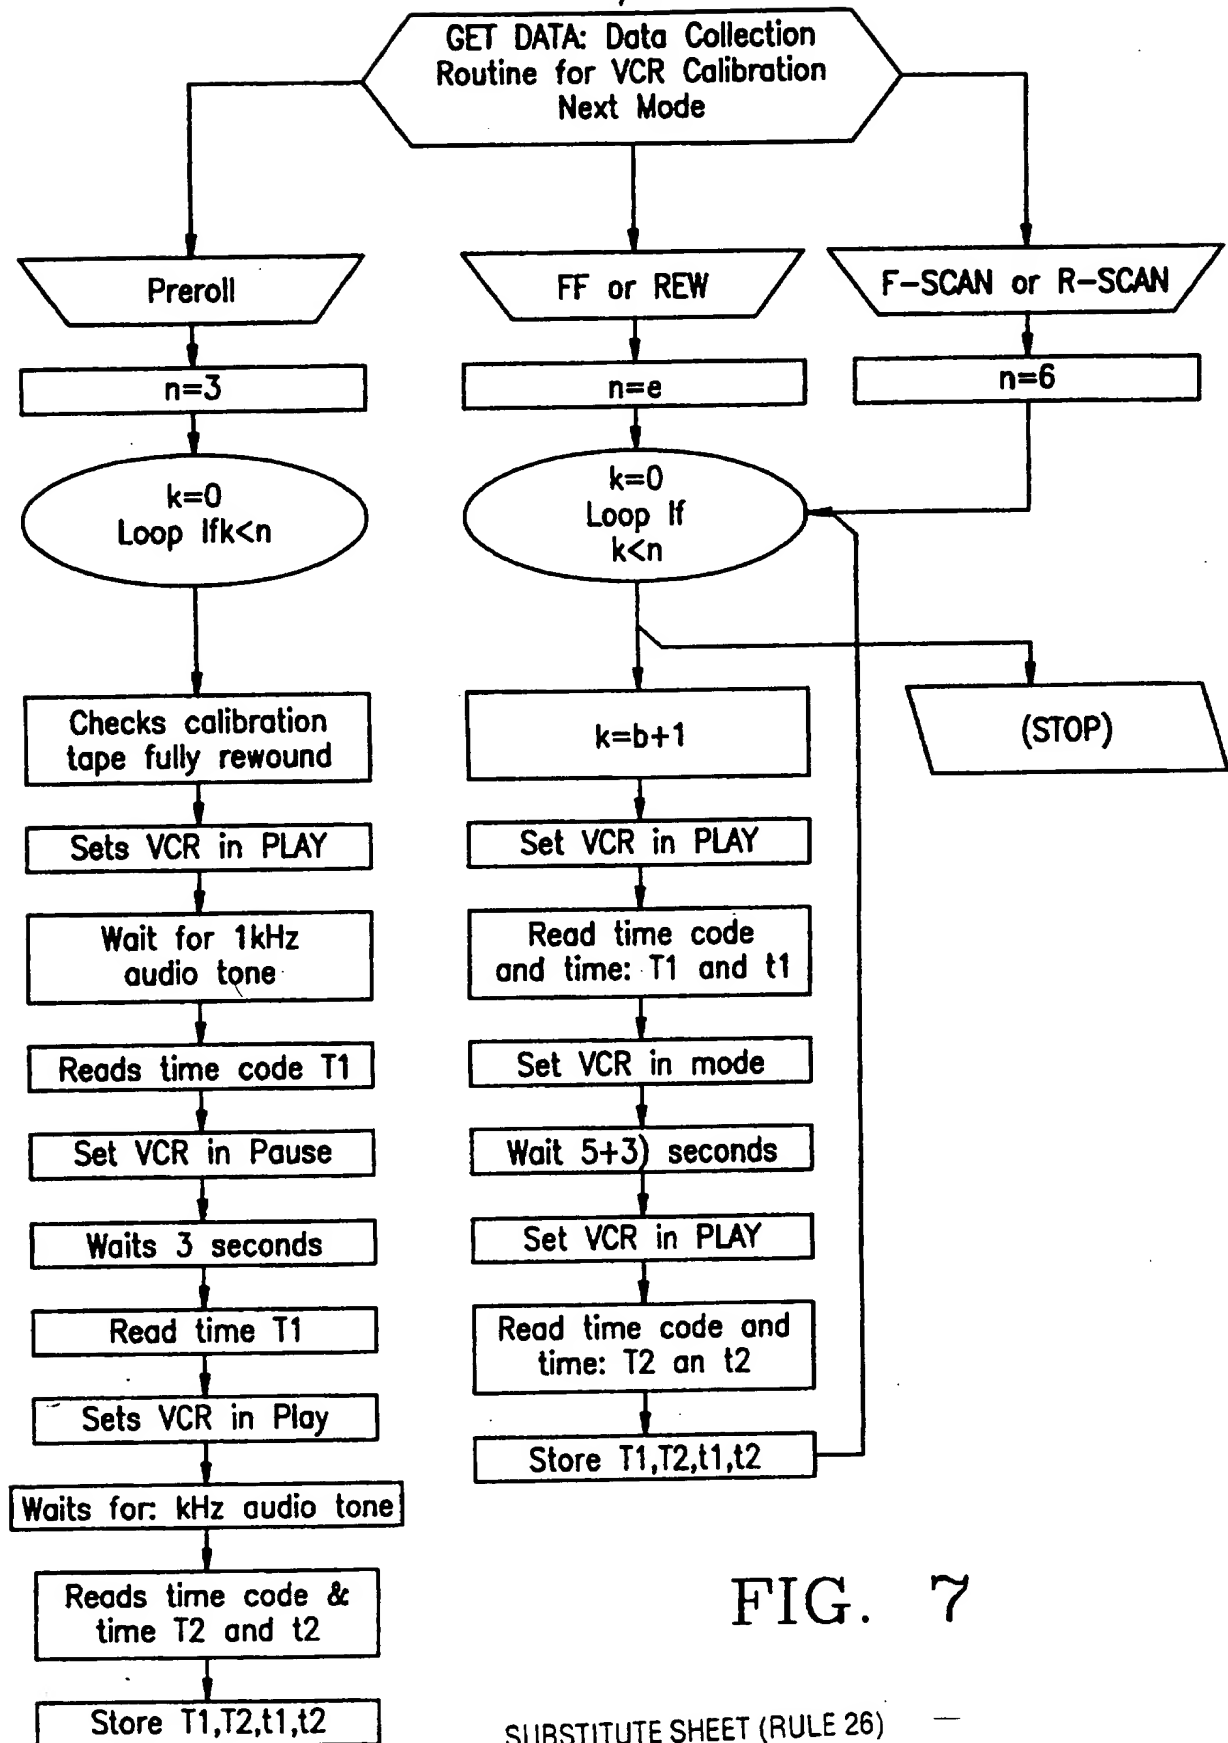 GET DATA: Data Collection
Routine for VCR Calibration
Next Mode
Preroll
n=3
k=0
Loop Ifk<n
Checks calibration
tape fully rewound
Sets VCR in PLAY
Wait for 1kHz
audio tone
Reads time code T1
Set VCR in Pause
Waits 3 seconds
Read time T1
Sets VCR in Play
Waits for: kHz audio tone
Reads time code &
time T2 and t2
Store T1,T2,t1,t2
FF or REW
n=e
k=0
Loop If
k<n
k=b+1
Set VCR in PLAY
Read time code
and time: T1 and t1
Set VCR in mode
Wait 5+3) seconds
Set VCR in PLAY
Read time code and
time: T2 an t2
Store T1,T2,t1,t2
F-SCAN or R-SCAN
n=6
(STOP)
FIG. 7
SUBSTITUTE SHEET (RULE 26)